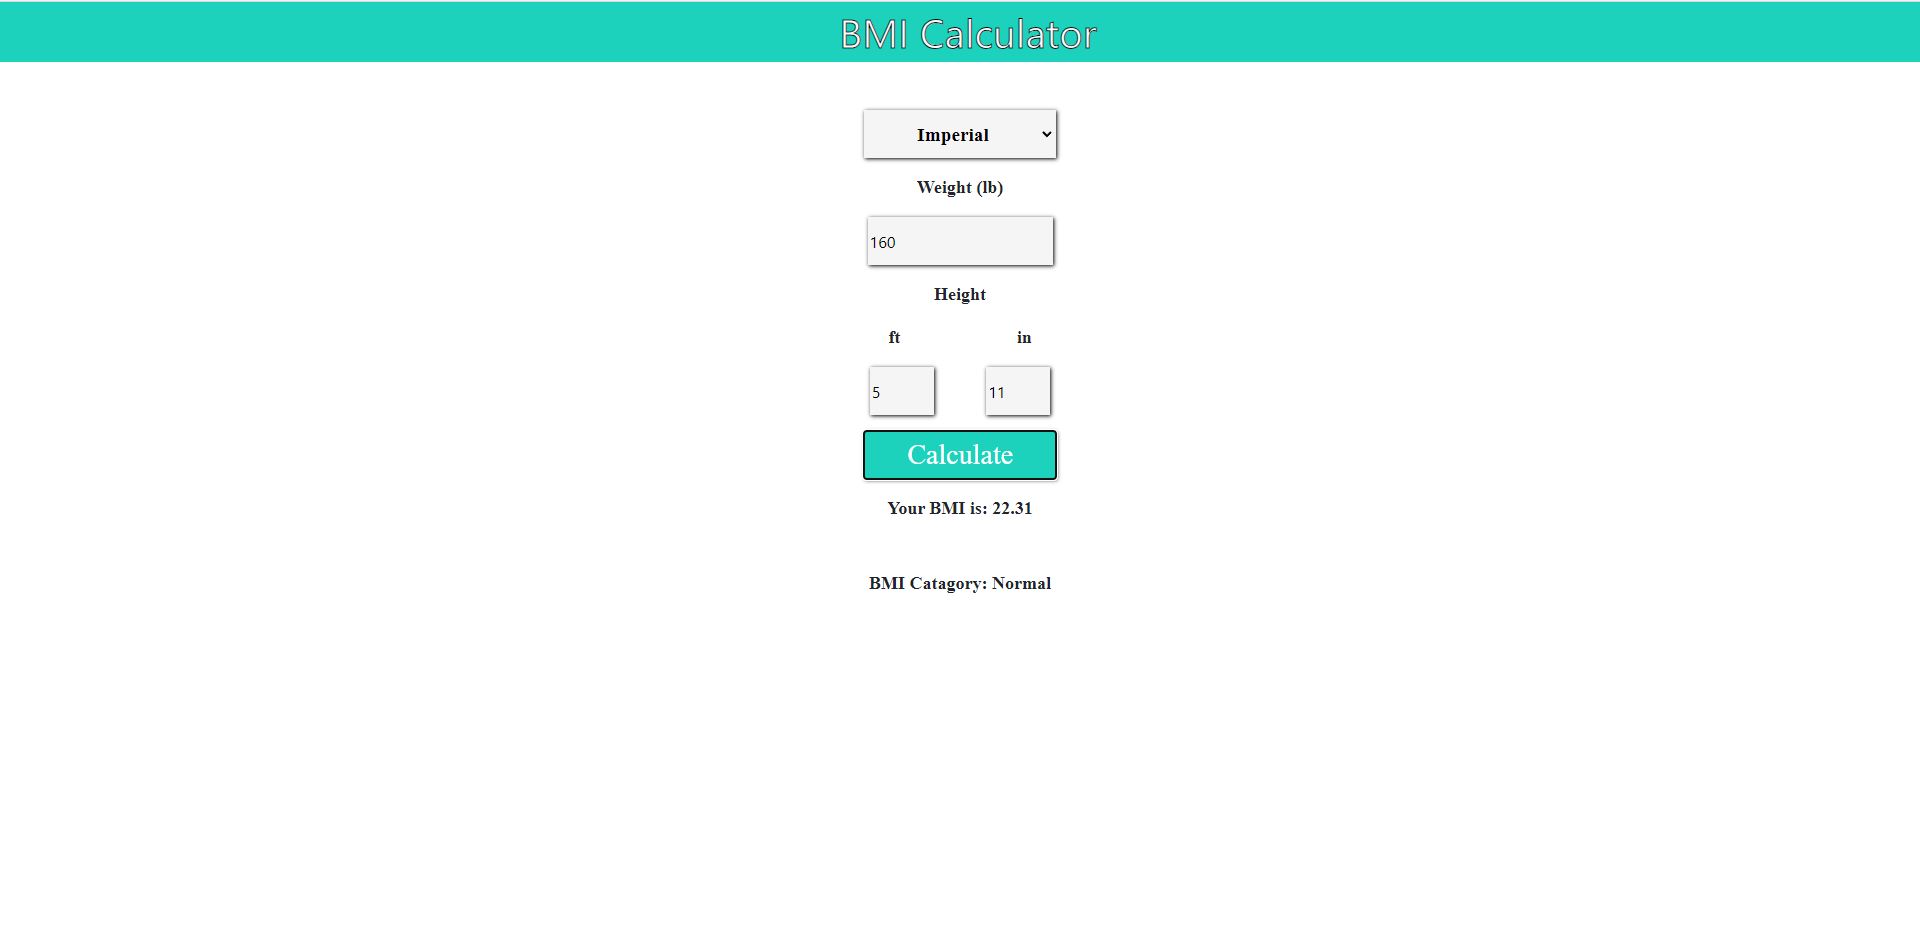 BMI Calculator
Imperial
Weight (lb)
160
Height
ft in
5 11
Calculate
Your BMI is: 22.31
BMI Catagory: Normal